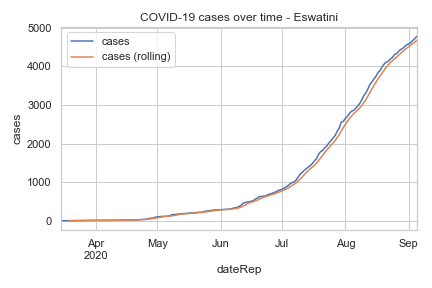 COVID-19 cases over time - Eswatini
cases
cases (rolling)
5000
4000
3000
2000
1000
0
cases
Apr
2020
May
Jun
Jul
Aug
Sep
dateRep